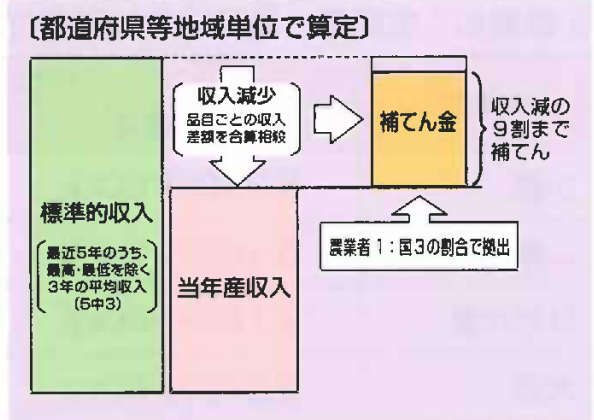 〔都道府県等地域単位で算定〕
収入減少
品目ごとの収入
差額を合算相殺
補てん金
収入減の
9割まで
補てん
標準的収入
最近5年のうち、
最高・最低を除く
3年の平均収入
(5中3)
当年産収入
農業者1：国3の割合で拠出